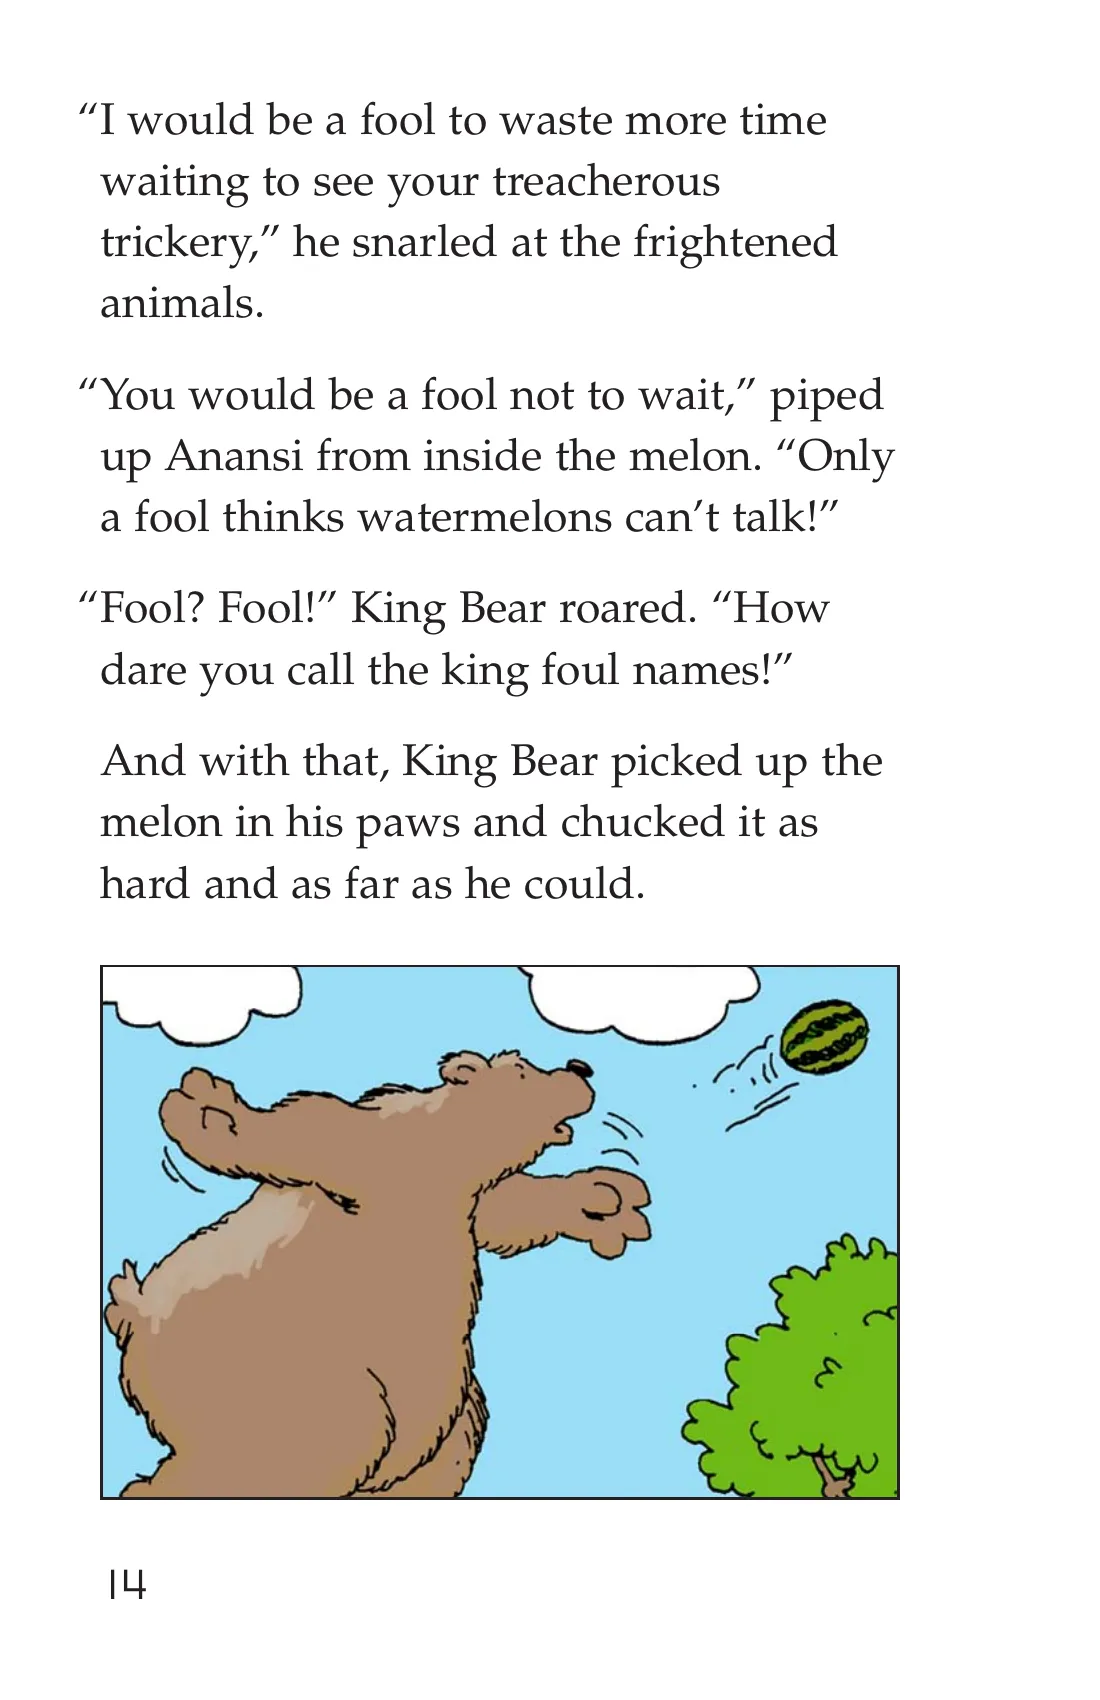 “I would be a fool to waste more time
waiting to see your treacherous
trickery,” he snarled at the frightened
animals.
“You would be a fool not to wait,” piped
up Anansi from inside the melon. “Only
a fool thinks watermelons can’t talk!”
“Fool? Fool!” King Bear roared. “How
dare you call the king foul names!”
And with that, King Bear picked up the
melon in his paws and chucked it as
hard and as far as he could.
14